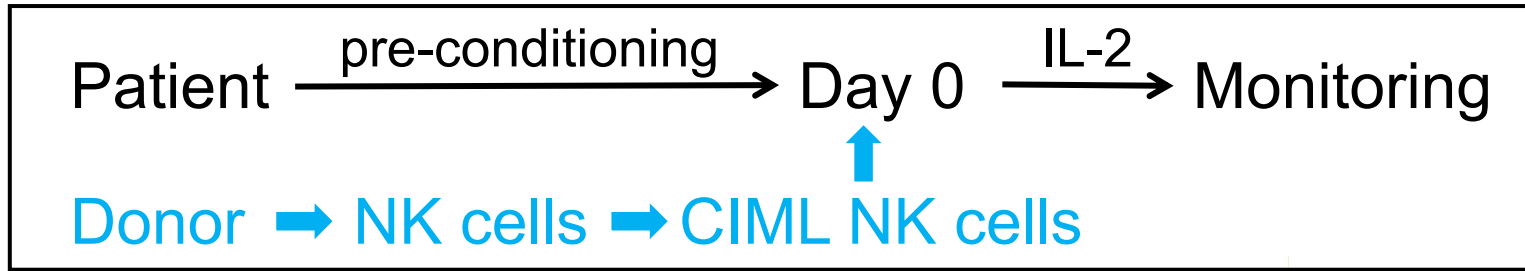 pre-conditioning IL-2
Patient Day 0 Monitoring
Donor NK cells CIML NK cells